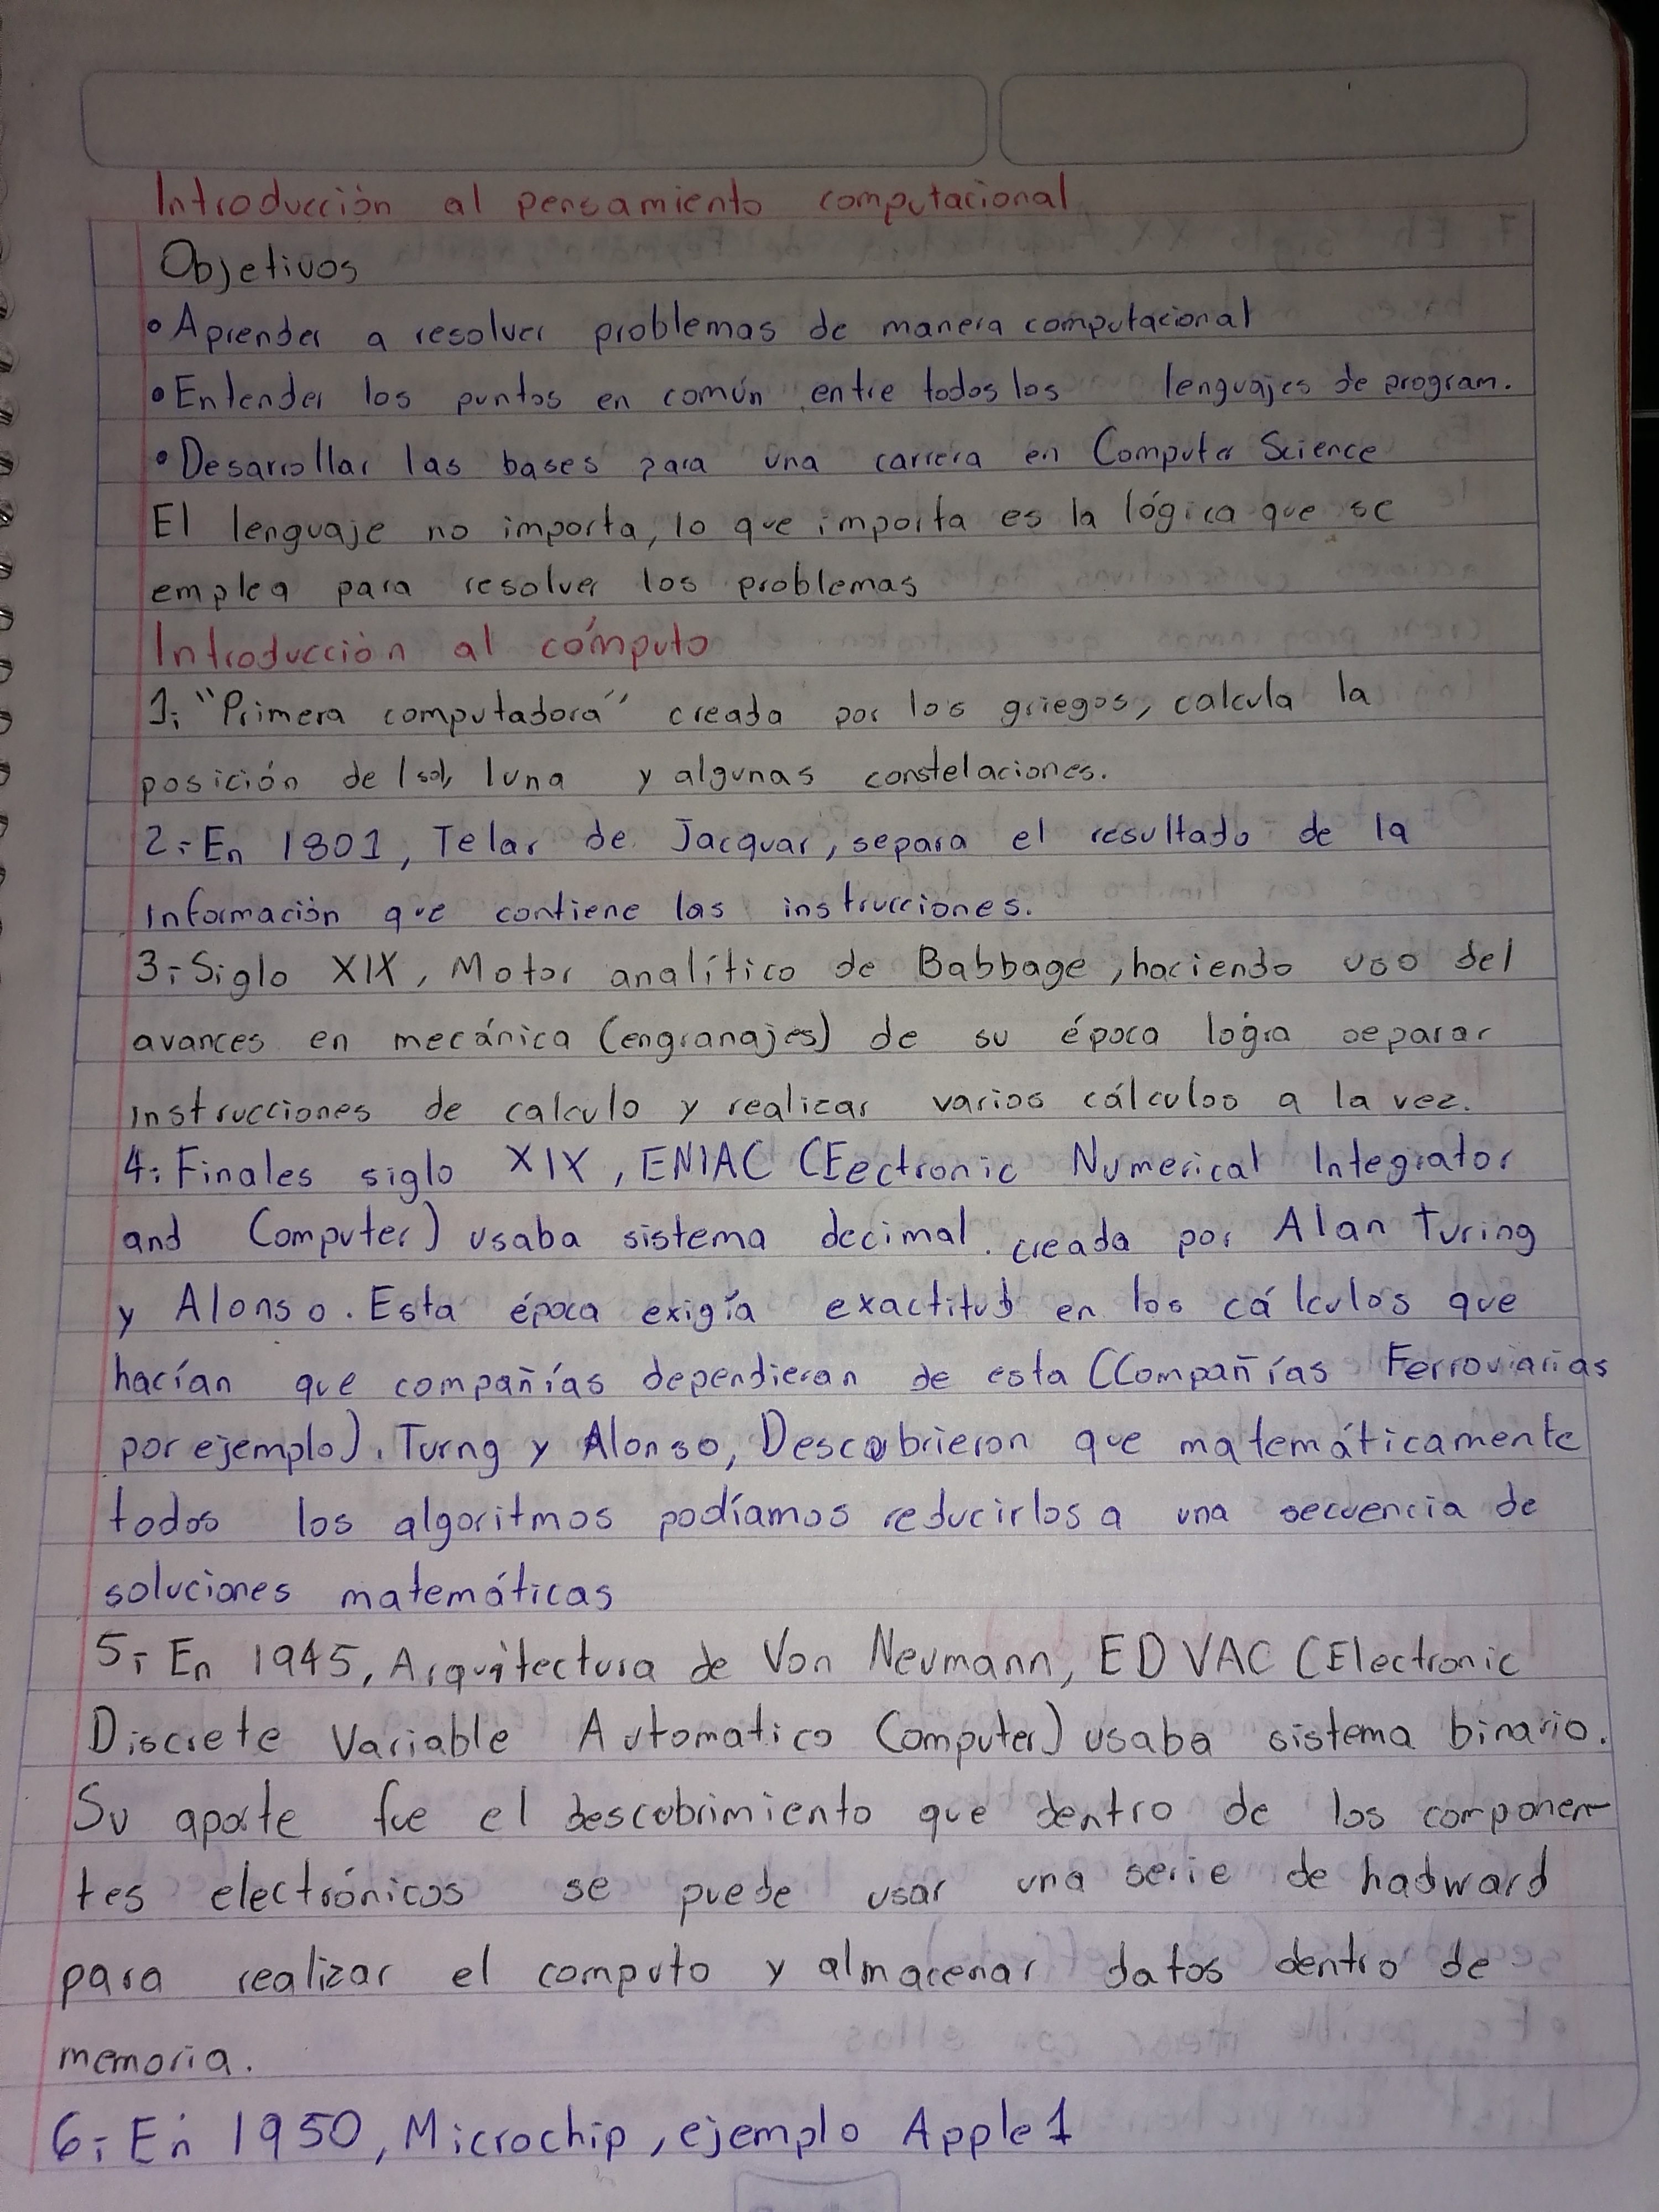 Introducción al pensamiento computacional
Objetivos
• Aprender a resolver problemas de manera computacional
• Entender los puntos en común entre todos los lenguajes de program.
• Desarrollar las bases para una carrera en Computer Science
El lenguaje no importa, lo que importa es la lógica que se
emplea para resolver los problemas
Introducción al cómputo
1.- "Primera computadora" creada por los griegos, calcula la
posición del sol, luna y algunas constelaciones.
2.- En 1801, Telar de Jacquar, separa el resultado de la
información que contiene las instrucciones.
3.- Siglo XIX, Motor analítico de Babbage, haciendo uso del
avances en mecánica (engranajes) de su época logra separar
instrucciones de calculo y realizar varios cálculos a la vez.
4.- Finales siglo XIX, ENIAC (Eectronic Numerical Integrator
and Computer) usaba sistema decimal. creada por Alan Turing
y Alonso. Esta época exigía exactitud en los cálculos que
hacían que compañías dependieran de esta (Compañías Ferroviarias
por ejemplo). Turng y Alonso, Descobrieron que matemáticamente
todos los algoritmos podíamos reducirlos a una secuencia de
soluciones matemáticas
5.- En 1945, Arquitectura de Von Neumann, EDVAC (Electronic
Discrete Variable Automatico Computer) usaba sistema binario.
Su aporte fue el descubrimiento que dentro de los componen-
tes electrónicos se puede usar una serie de hadward
para realizar el computo y almacenar datos dentro de
memoria.
6.- En 1950, Microchip, ejemplo Apple 1